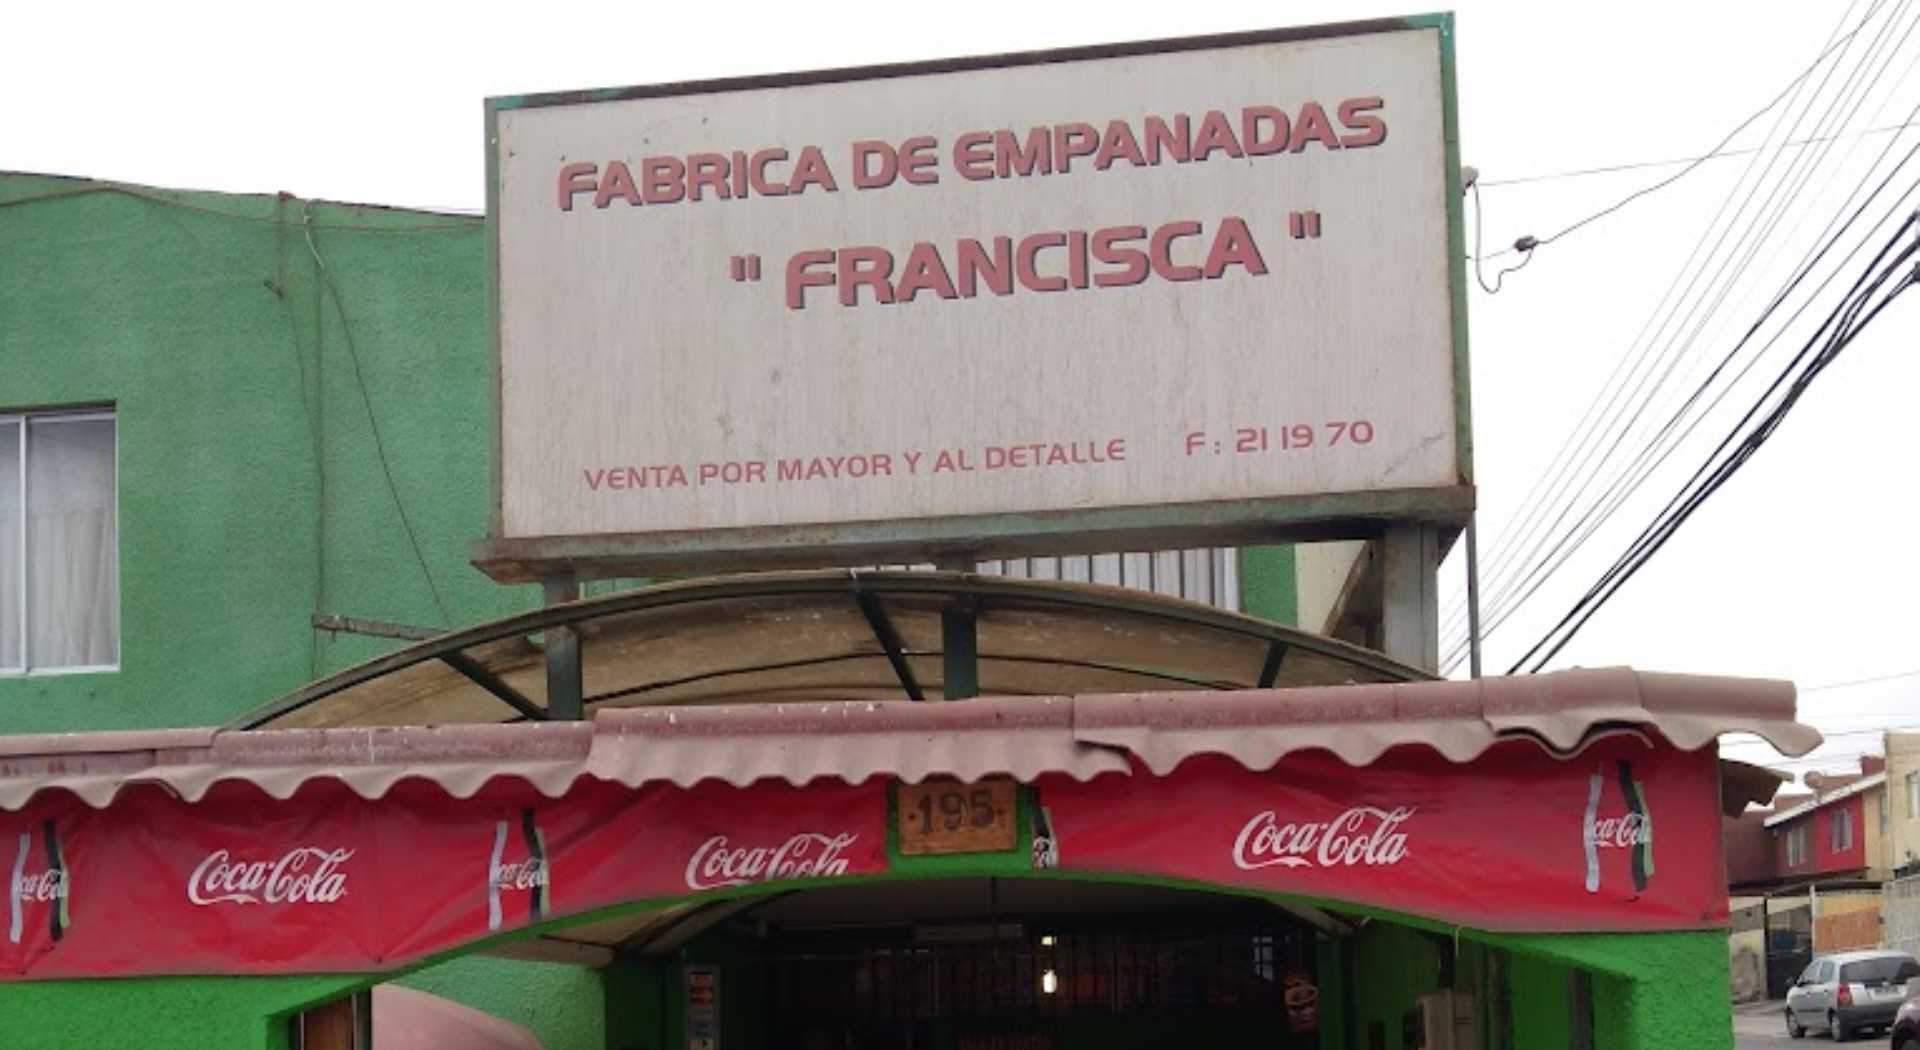 FABRICA DE EMPANADAS
" FRANCISCA "
VENTA POR MAYOR Y AL DETALLE F: 21 19 70
·195·
Coca-Cola
Coca-Cola
Coca-Cola